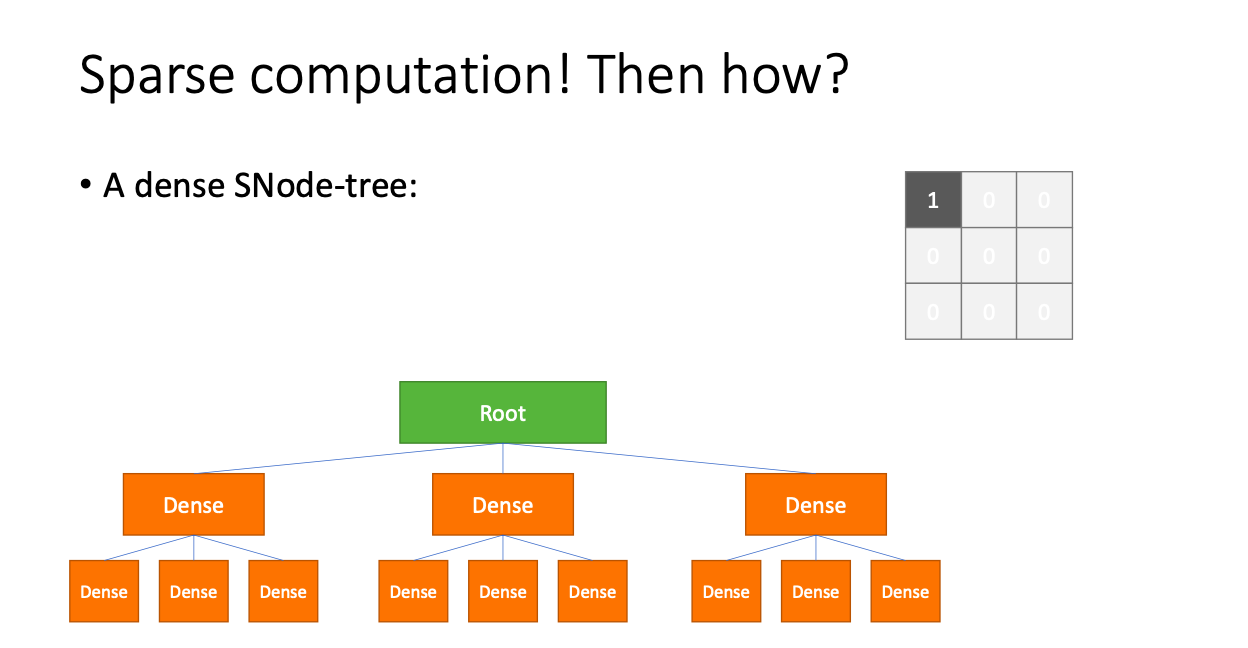 Sparse computation! Then how?
• A dense SNode-tree:
1 0 0
0 0 0
0 0 0
Root
Dense Dense Dense
Dense Dense Dense Dense Dense Dense Dense Dense Dense